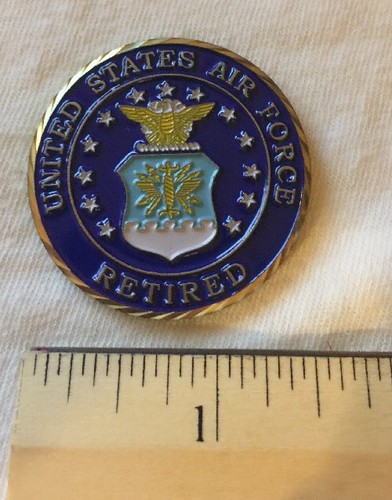 UNITED STATES AIR FORCE
RETIRED
1